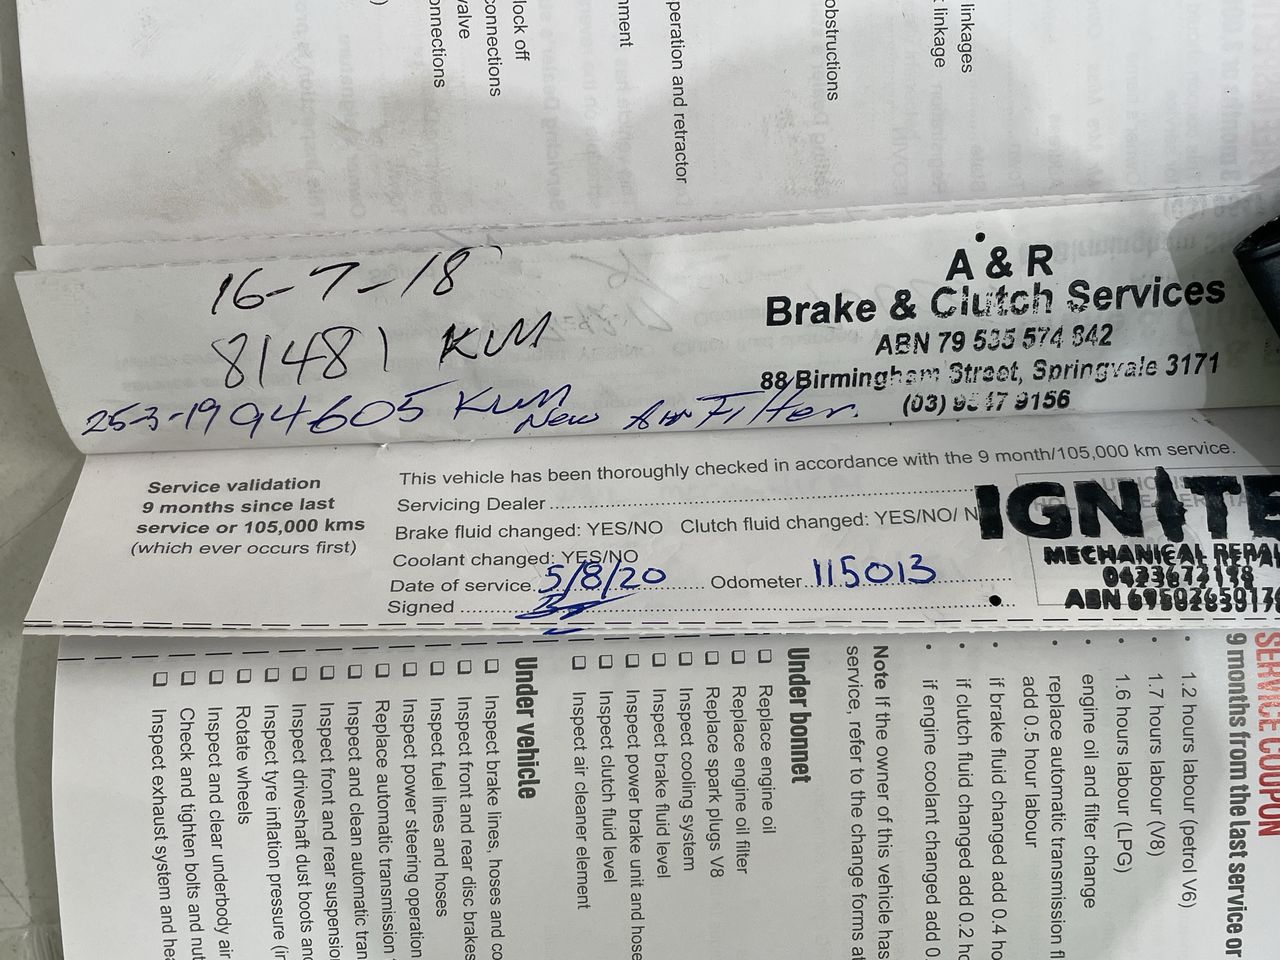 lock off
valve
connections
onnections
nment
peration and retractor
obstructions
linkages
linkage
16-7-18
81481 KM
25-3-19 94605 KM New Air Filter.
A & R
Brake & Clutch Services
ABN 79 535 574 842
88 Birmingham Street, Springvale 3171
(03) 9547 9156
Service validation
9 months since last
service or 105,000 kms
(which ever occurs first)
This vehicle has been thoroughly checked in accordance with the 9 month/105,000 km service.
Servicing Dealer
Brake fluid changed: YES/NO Clutch fluid changed: YES/NO/ N
Coolant changed: YES/NO
Date of service 5/8/20 Odometer 115013
Signed
IGNITE
MECHANICAL REPAI
ABN
SERVICE COUPON
9 months from the last service or
• 1.2 hours labour (petrol V6)
• 1.7 hours labour (V8)
• 1.6 hours labour (LPG)
engine oil and filter change
• replace automatic transmission fl
add 0.5 hour labour
• if brake fluid changed add 0.4 ho
• if clutch fluid changed add 0.2 ho
• if engine coolant changed add 0.
Note If the owner of this vehicle has
service, refer to the change forms at
Under bonnet
❑ Replace engine oil
❑ Replace engine oil filter
❑ Replace spark plugs V8
❑ Inspect cooling system
❑ Inspect brake fluid level
❑ Inspect power brake unit and hose
❑ Inspect clutch fluid level
❑ Inspect air cleaner element
Under vehicle
❑ Inspect brake lines, hoses and co
❑ Inspect front and rear disc brakes
❑ Inspect fuel lines and hoses
❑ Inspect power steering operation
❑ Replace automatic transmission
❑ Inspect and clean automatic tran
❑ Inspect front and rear suspension
❑ Inspect driveshaft dust boots and
❑ Inspect tyre inflation pressure (in
❑ Rotate wheels
❑ Inspect and clear underbody air
❑ Check and tighten bolts and nut
❑ Inspect exhaust system and hea